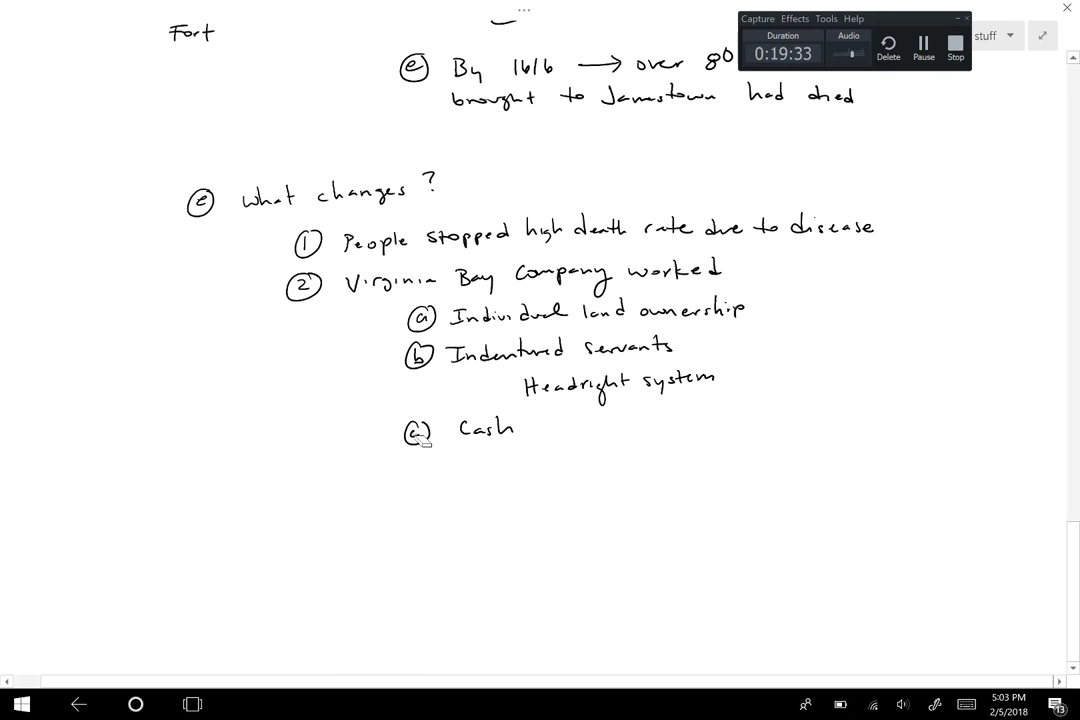 Capture Effects Tools Help
Duration Audio
0:19:33 Delete Pause Stop
stuff
Fort
e By 1616 → over 80
brought to Jamestown had died
e What changes?
1 People stopped high death rate due to disease
2 Virginia Bay Company worked
a Individual land ownership
b Indentured servants
Headright system
c Cash
5:03 PM
2/5/2018
13